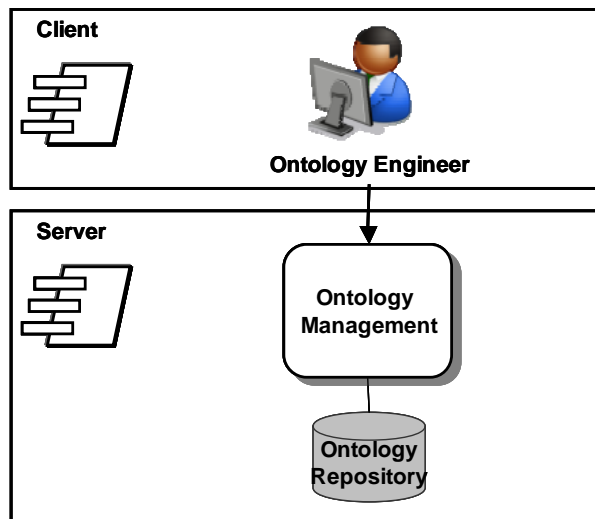 Client
Ontology Engineer
Server
Ontology
Management
Ontology
Repository